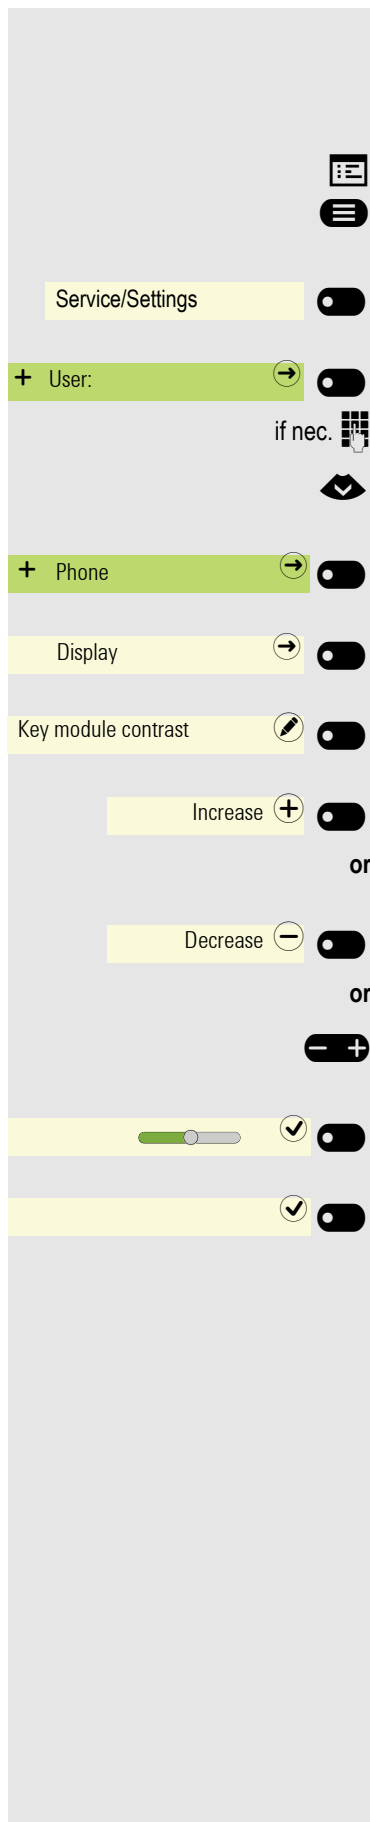 Service/Settings
+ User:
if nec.
+ Phone
Display
Key module contrast
Increase
or
Decrease
or